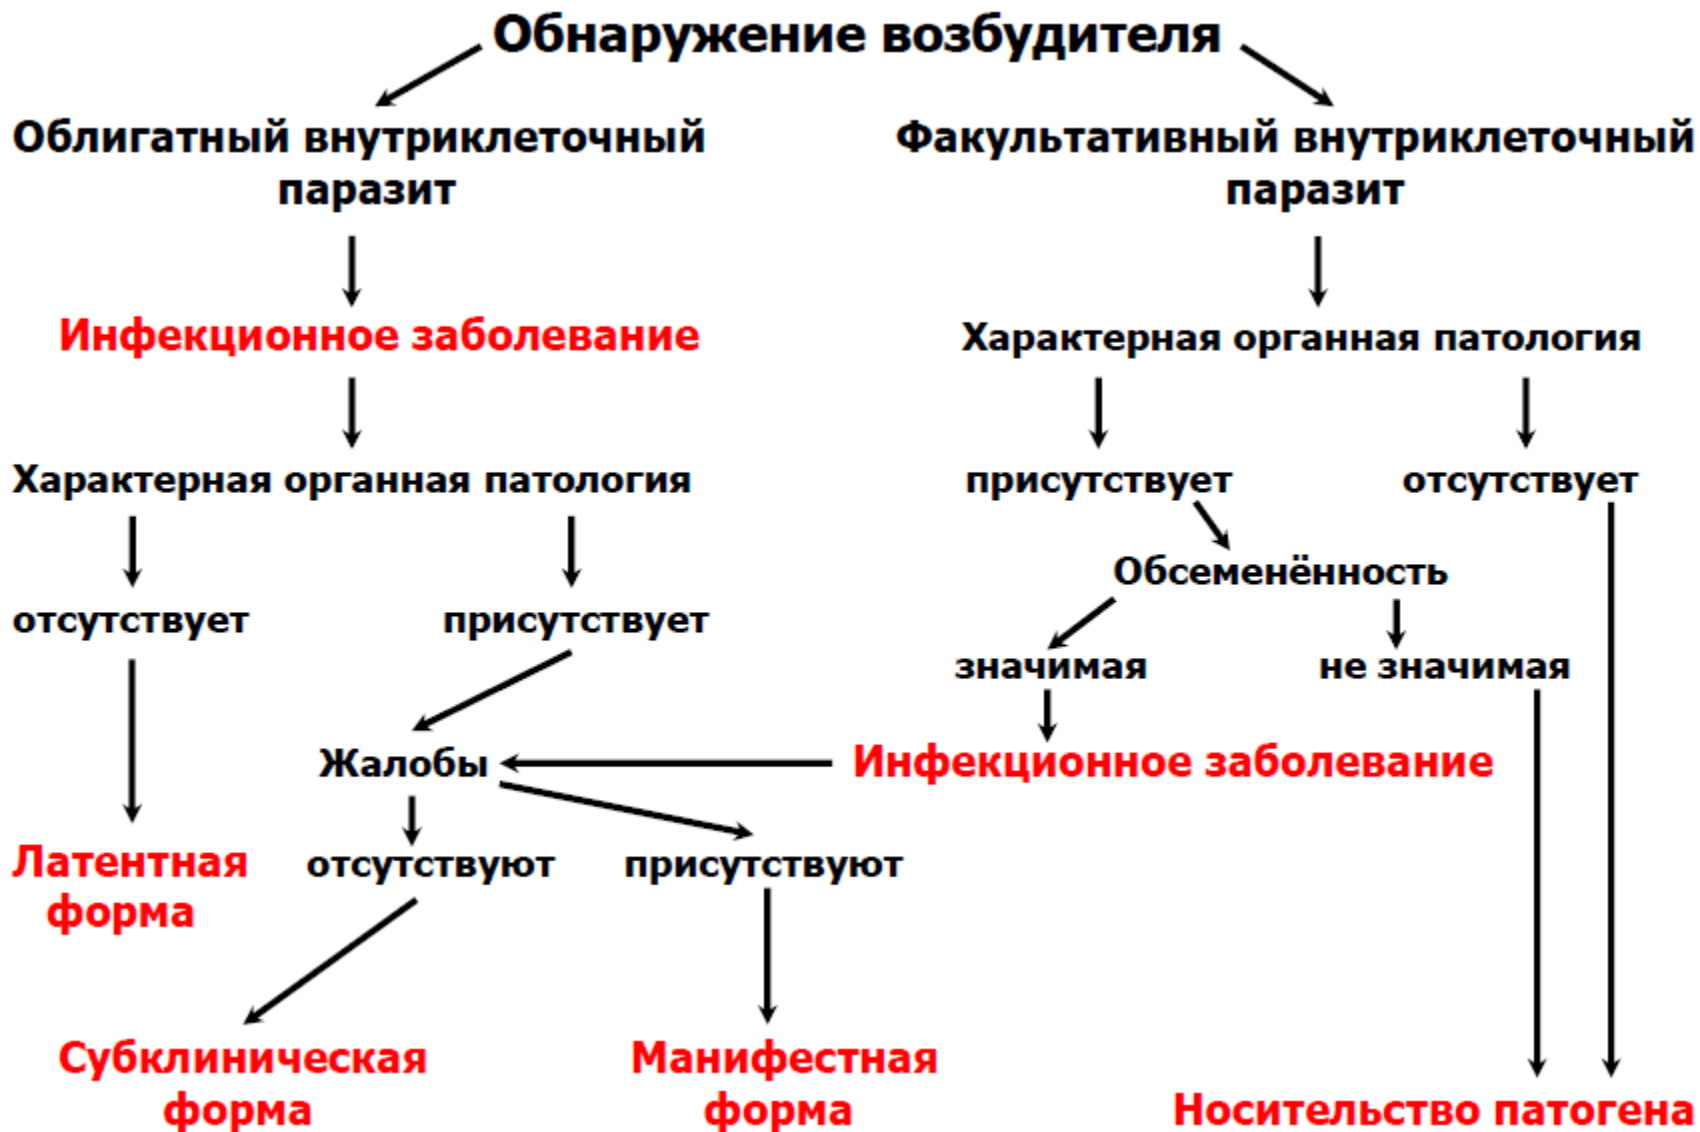 Обнаружение возбудителя
Облигатный внутриклеточный
паразит
Факультативный внутриклеточный
паразит
Инфекционное заболевание
Характерная органная патология
Характерная органная патология
присутствует
отсутствует
Обсеменённость
отсутствует
присутствует
значимая
не значимая
Жалобы
Инфекционное заболевание
Латентная
форма
отсутствуют
присутствуют
Субклиническая
форма
Манифестная
форма
Носительство патогена